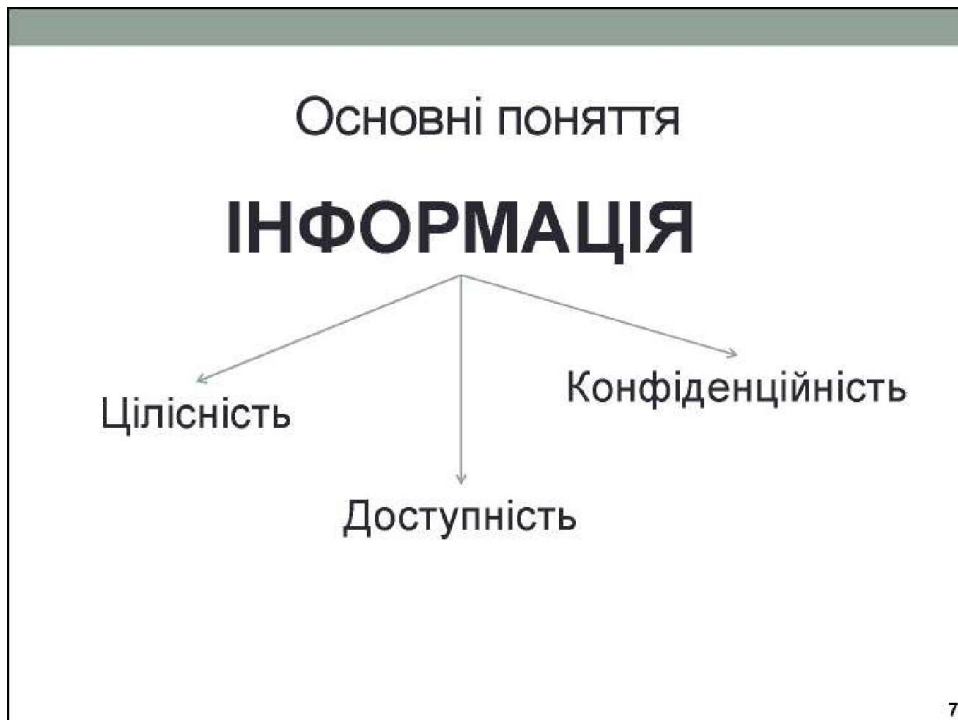 Основні поняття
ІНФОРМАЦІЯ
Цілісність
Конфіденційність
Доступність
7